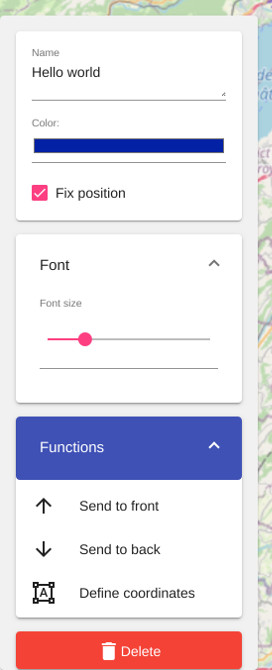 Name
Hello world
Color:
Fix position
Font
Font size
Functions
Send to front
Send to back
A
Define coordinates
Delete